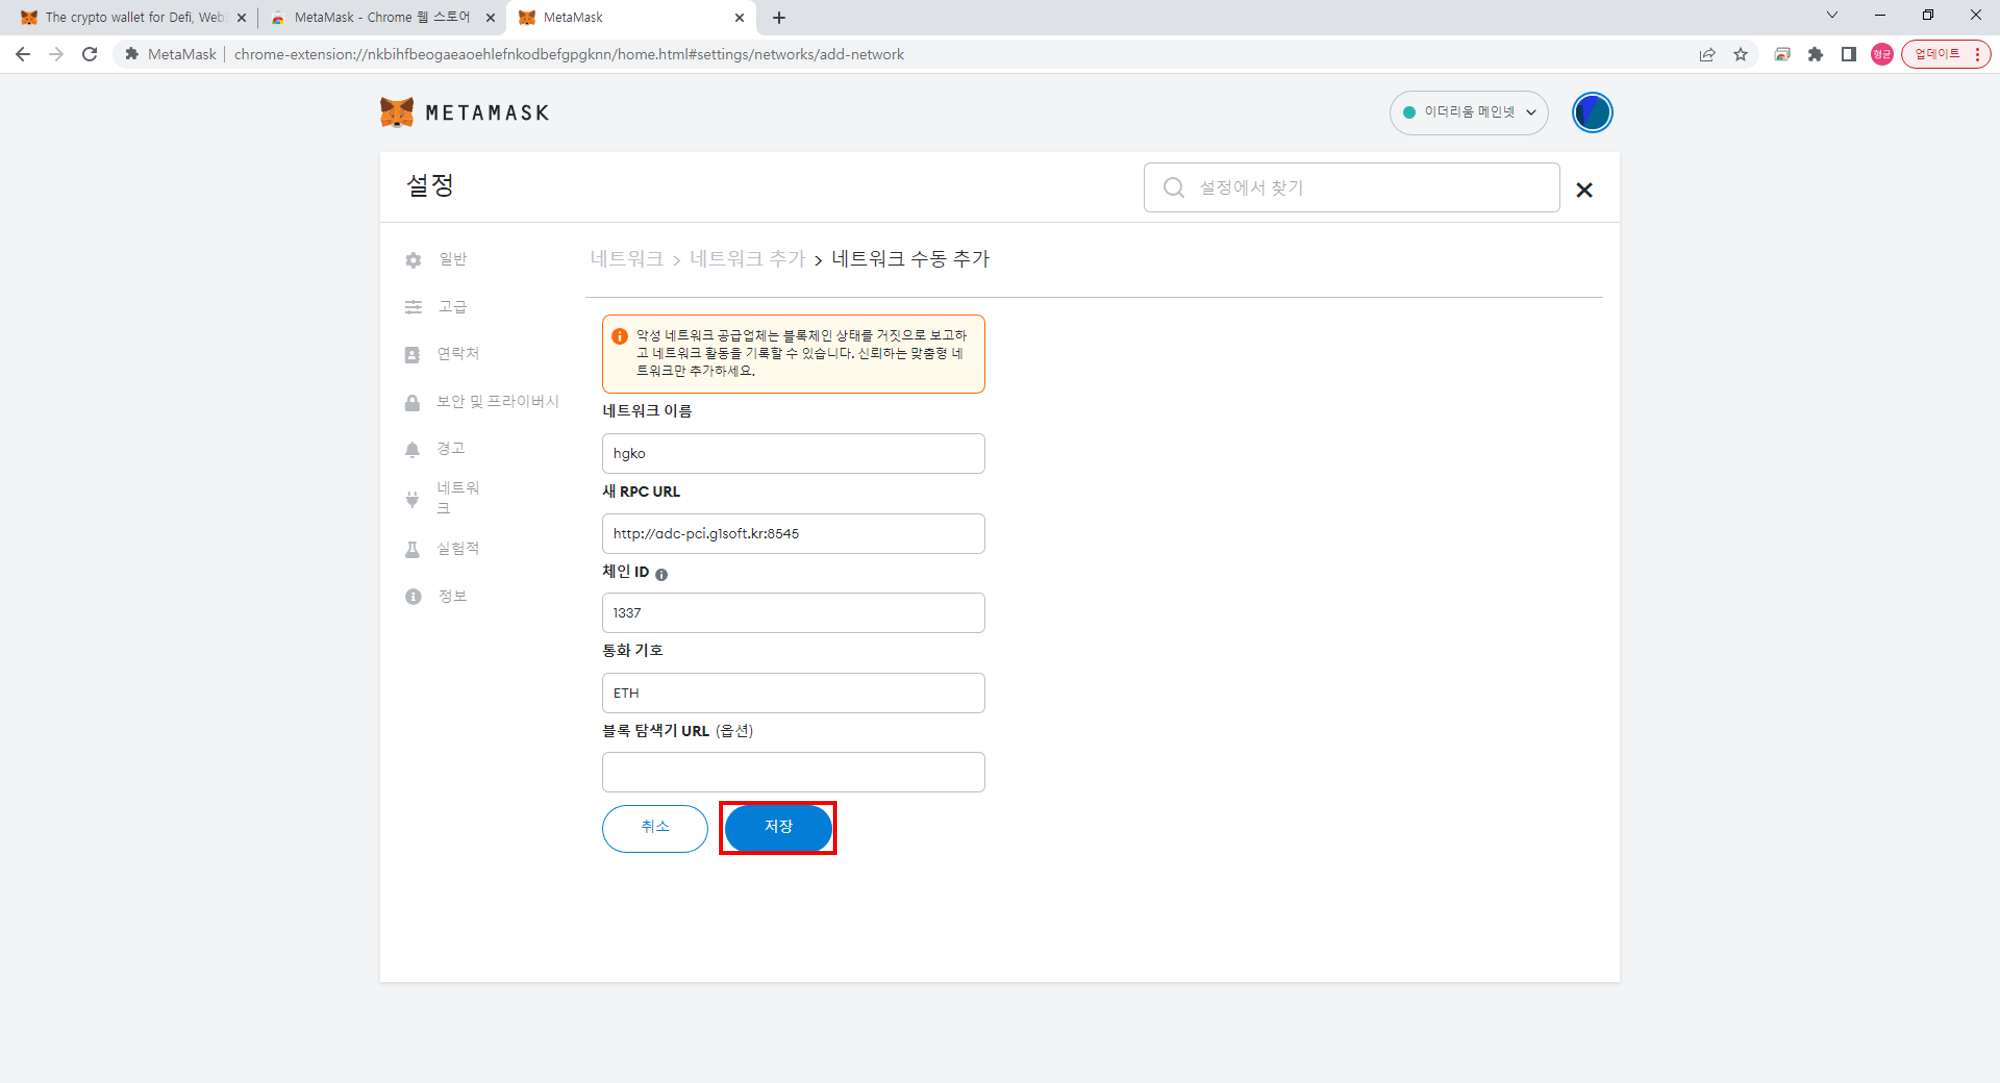 The crypto wallet for Defi, Web3
MetaMask - Chrome 웹 스토어
MetaMask
MetaMask
chrome-extension://nkbihfbeogaeaoehlefnkodbefgpgknn/home.html#settings/networks/add-network
형균
업데이트
METAMASK
이더리움 메인넷
설정
설정에서 찾기
일반
고급
연락처
보안 및 프라이버시
경고
네트워
크
실험적
정보
네트워크 > 네트워크 추가 > 네트워크 수동 추가
악성 네트워크 공급업체는 블록체인 상태를 거짓으로 보고하
고 네트워크 활동을 기록할 수 있습니다. 신뢰하는 맞춤형 네
트워크만 추가하세요.
네트워크 이름
hgko
새 RPC URL
http://adc-pci.g1soft.kr:8545
체인 ID
1337
통화 기호
ETH
블록 탐색기 URL (옵션)
취소
저장